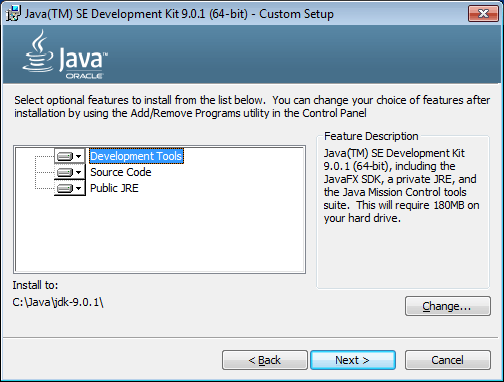 Java(TM) SE Development Kit 9.0.1 (64-bit) - Custom Setup
Java™
ORACLE
Select optional features to install from the list below. You can change your choice of features after
installation by using the Add/Remove Programs utility in the Control Panel
Development Tools
Source Code
Public JRE
Feature Description
Java(TM) SE Development Kit
9.0.1 (64-bit), including the
JavaFX SDK, a private JRE, and
the Java Mission Control tools
suite. This will require 180MB on
your hard drive.
Install to:
C:\Java\jdk-9.0.1\
Change...
< Back
Next >
Cancel